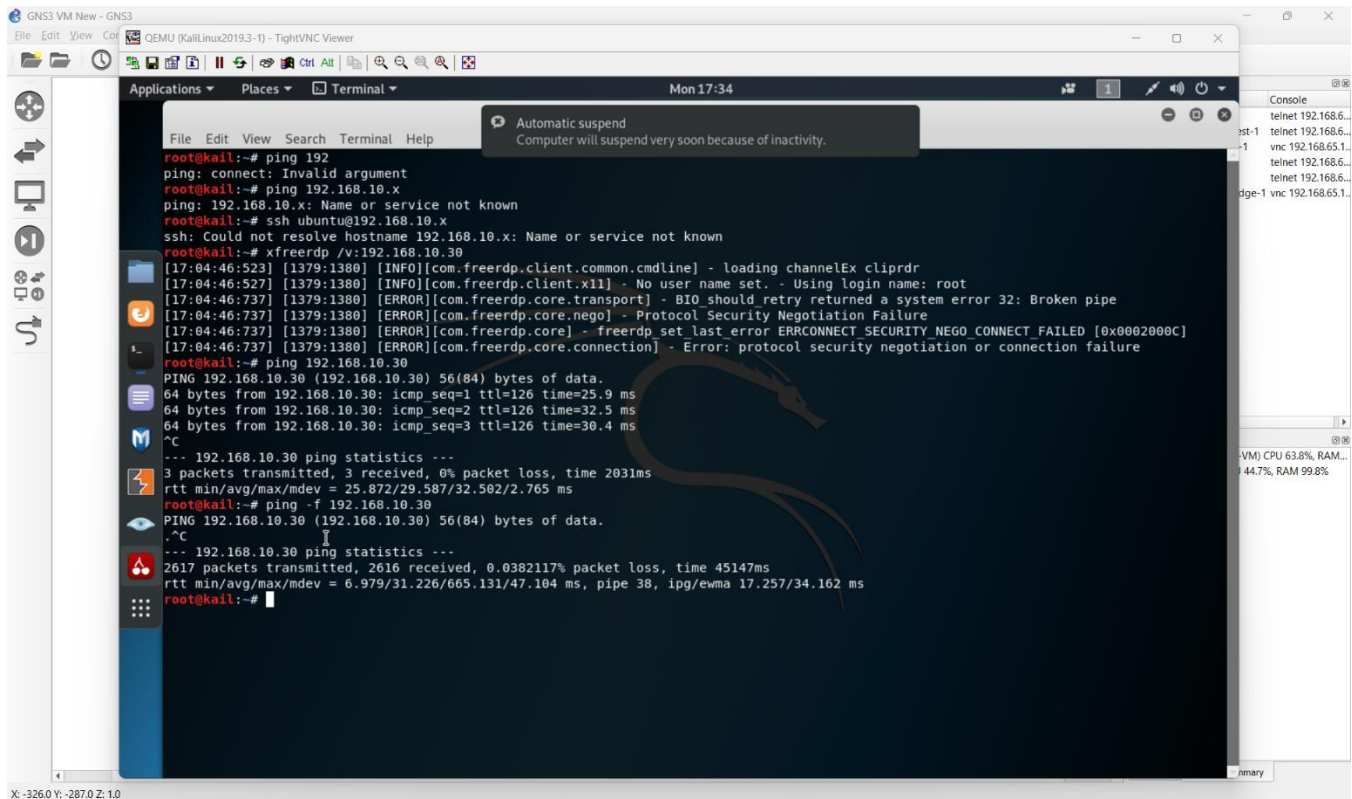 GNS3 VM New - GNS3
File Edit View Con
QEMU (KaliLinux2019.3-1) - TightVNC Viewer
Ctrl Alt
Applications Places Terminal Mon 17:34 1
Automatic suspend
Computer will suspend very soon because of inactivity.
File Edit View Search Terminal Help
root@kail:~# ping 192
ping: connect: Invalid argument
root@kail:~# ping 192.168.10.x
ping: 192.168.10.x: Name or service not known
root@kail:~# ssh ubuntu@192.168.10.x
ssh: Could not resolve hostname 192.168.10.x: Name or service not known
root@kail:~# xfreerdp /v:192.168.10.30
[17:04:46:523] [1379:1380] [INFO][com.freerdp.client.common.cmdline] - loading channelEx cliprdr
[17:04:46:527] [1379:1380] [INFO][com.freerdp.client.x11] - No user name set. - Using login name: root
[17:04:46:737] [1379:1380] [ERROR][com.freerdp.core.transport] - BIO_should_retry returned a system error 32: Broken pipe
[17:04:46:737] [1379:1380] [ERROR][com.freerdp.core.nego] - Protocol Security Negotiation Failure
[17:04:46:737] [1379:1380] [ERROR][com.freerdp.core] - freerdp_set_last_error ERRCONNECT_SECURITY_NEGO_CONNECT_FAILED [0x0002000C]
[17:04:46:737] [1379:1380] [ERROR][com.freerdp.core.connection] - Error: protocol security negotiation or connection failure
root@kail:~# ping 192.168.10.30
PING 192.168.10.30 (192.168.10.30) 56(84) bytes of data.
64 bytes from 192.168.10.30: icmp_seq=1 ttl=126 time=25.9 ms
64 bytes from 192.168.10.30: icmp_seq=2 ttl=126 time=32.5 ms
64 bytes from 192.168.10.30: icmp_seq=3 ttl=126 time=30.4 ms
^C
--- 192.168.10.30 ping statistics ---
3 packets transmitted, 3 received, 0% packet loss, time 2031ms
rtt min/avg/max/mdev = 25.872/29.587/32.502/2.765 ms
root@kail:~# ping -f 192.168.10.30
PING 192.168.10.30 (192.168.10.30) 56(84) bytes of data.
.^C
--- 192.168.10.30 ping statistics ---
2617 packets transmitted, 2616 received, 0.0382117% packet loss, time 45147ms
rtt min/avg/max/mdev = 6.979/31.226/665.131/47.104 ms, pipe 38, ipg/ewma 17.257/34.162 ms
root@kail:~#
Console
telnet 192.168.6...
est-1 telnet 192.168.6...
-1 vnc 192.168.65.1..
telnet 192.168.6...
telnet 192.168.6...
dge-1 vnc 192.168.65.1..
-VM) CPU 63.8%, RAM...
44.7%, RAM 99.8%
mmary
X: -326.0 Y: -287.0 Z: 1.0